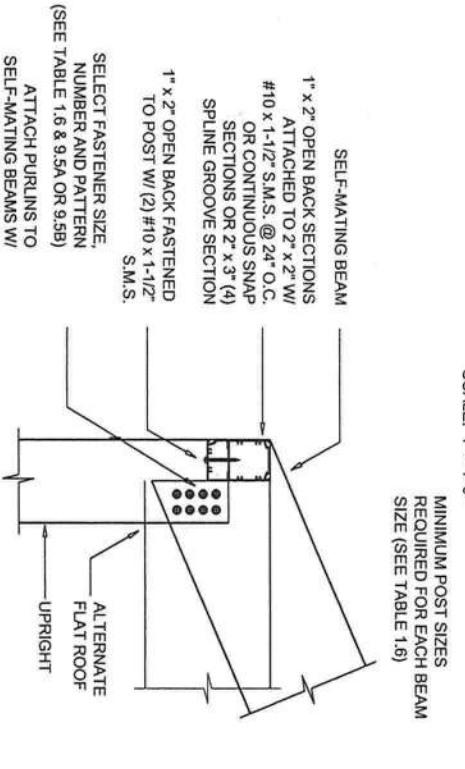 MINIMUM POST SIZES
REQUIRED FOR EACH BEAM
SIZE (SEE TABLE 1.6)
SELF-MATING BEAM
1" x 2" OPEN BACK SECTIONS
ATTACHED TO 2" x 2" W/
#10 x 1-1/2" S.M.S. @ 24" O.C.
OR CONTINUOUS SNAP
SECTIONS OR 2" x 3" (4)
SPLINE GROOVE SECTION
1" x 2" OPEN BACK FASTENED
TO POST W/ (2) #10 x 1-1/2"
S.M.S.
SELECT FASTENER SIZE,
NUMBER AND PATTERN
(SEE TABLE 1.6 & 9.5A OR 9.5B)
ATTACH PURLINS TO
SELF-MATING BEAMS W/
ALTERNATE
FLAT ROOF
UPRIGHT